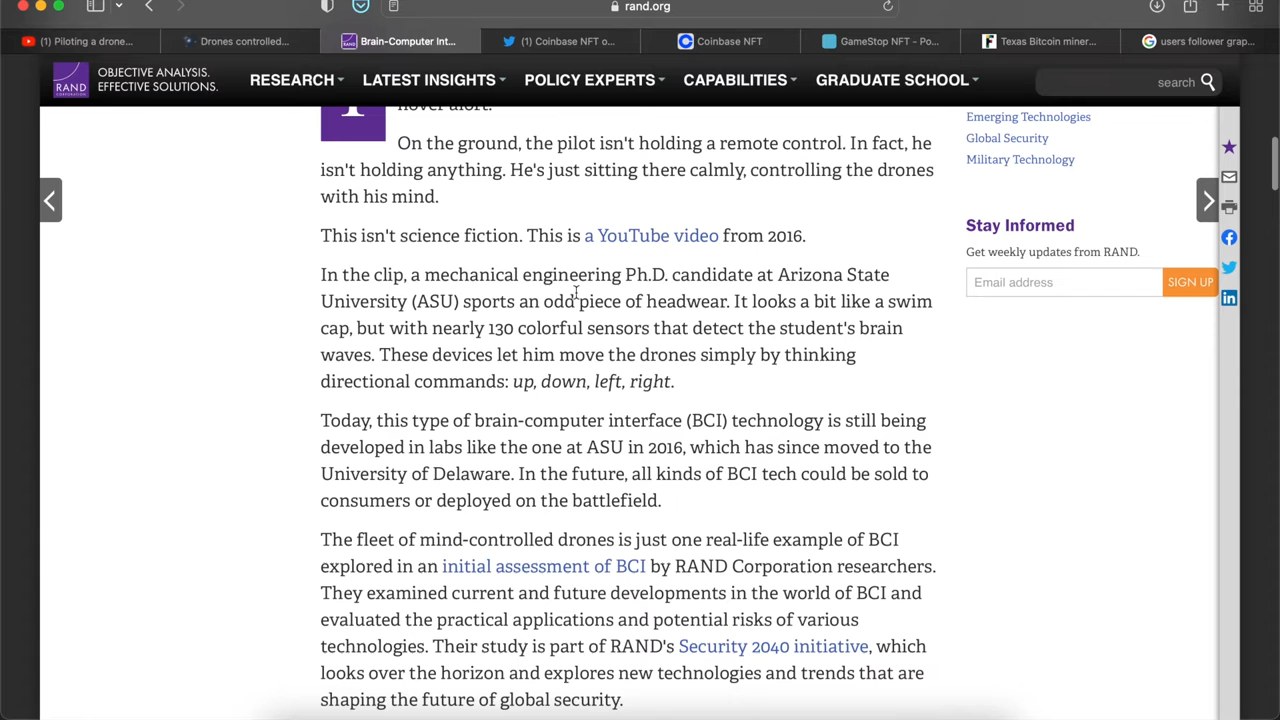 rand.org
(1) Piloting a drone...
Drones controlled...
Brain-Computer Int...
(1) Coinbase NFT o...
Coinbase NFT
GameStop NFT - Po...
Texas Bitcoin miner...
users follower grap...
RAND
OBJECTIVE ANALYSIS.
EFFECTIVE SOLUTIONS.
RESEARCH
LATEST INSIGHTS
POLICY EXPERTS
CAPABILITIES
GRADUATE SCHOOL
search
hover alert.
On the ground, the pilot isn't holding a remote control. In fact, he
isn't holding anything. He's just sitting there calmly, controlling the drones
with his mind.
This isn't science fiction. This is a YouTube video from 2016.
In the clip, a mechanical engineering Ph.D. candidate at Arizona State
University (ASU) sports an odd piece of headwear. It looks a bit like a swim
cap, but with nearly 130 colorful sensors that detect the student's brain
waves. These devices let him move the drones simply by thinking
directional commands: up, down, left, right.
Today, this type of brain-computer interface (BCI) technology is still being
developed in labs like the one at ASU in 2016, which has since moved to the
University of Delaware. In the future, all kinds of BCI tech could be sold to
consumers or deployed on the battlefield.
The fleet of mind-controlled drones is just one real-life example of BCI
explored in an initial assessment of BCI by RAND Corporation researchers.
They examined current and future developments in the world of BCI and
evaluated the practical applications and potential risks of various
technologies. Their study is part of RAND's Security 2040 initiative, which
looks over the horizon and explores new technologies and trends that are
shaping the future of global security.
Emerging Technologies
Global Security
Military Technology
Stay Informed
Get weekly updates from RAND.
Email address
SIGN UP